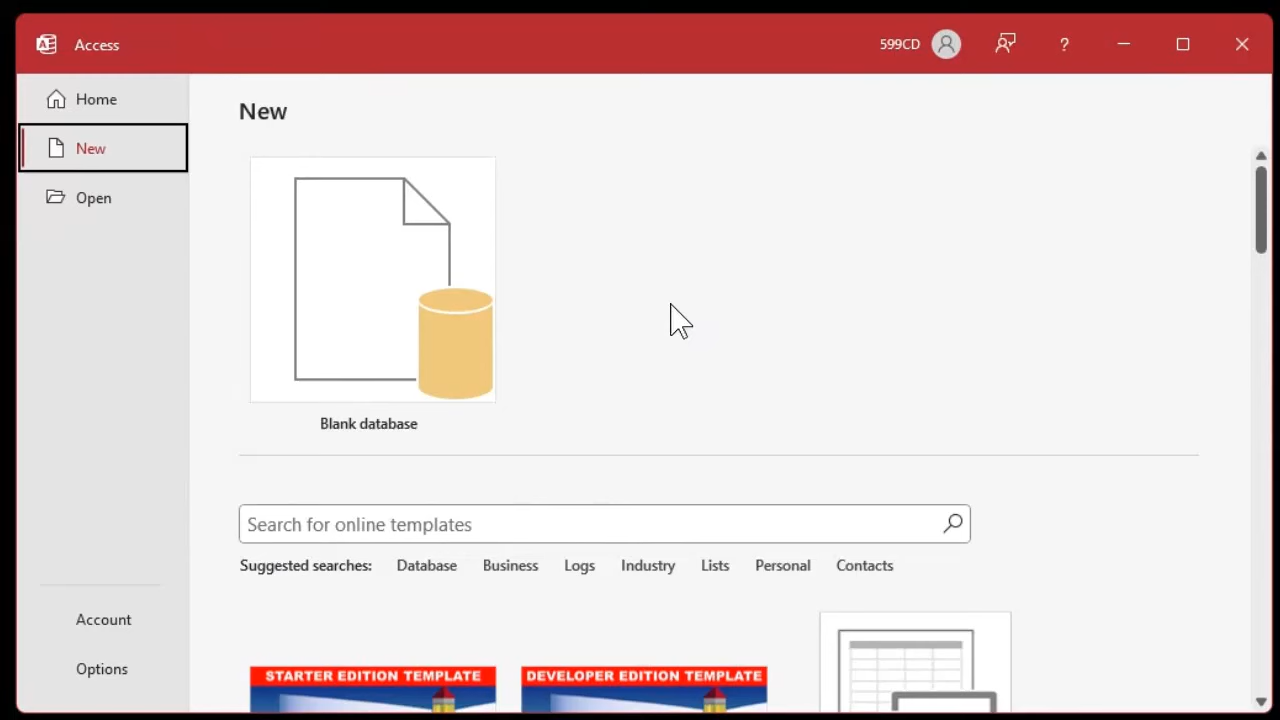 Access
599CD
?
Home
New
Open
Account
Options
New
Blank database
Search for online templates
Suggested searches: Database Business Logs Industry Lists Personal Contacts
STARTER EDITION TEMPLATE
DEVELOPER EDITION TEMPLATE